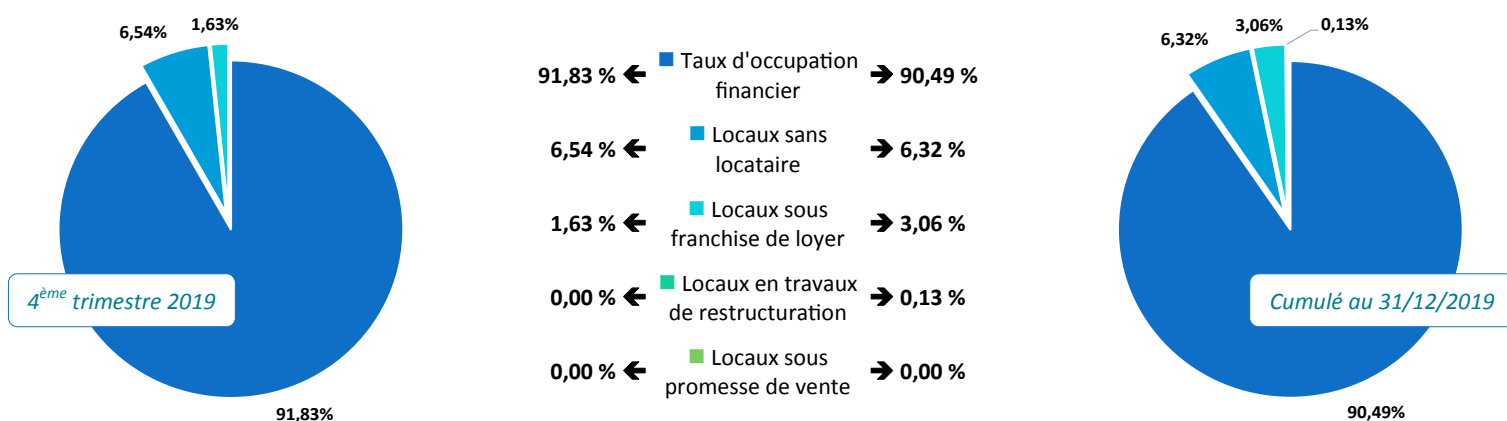 6,54%
1,63%
91,83%
4ème trimestre 2019
91,83 % ← Taux d'occupation financier → 90,49 %
6,54 % ← Locaux sans locataire → 6,32 %
1,63 % ← Locaux sous franchise de loyer → 3,06 %
0,00 % ← Locaux en travaux de restructuration → 0,13 %
0,00 % ← Locaux sous promesse de vente → 0,00 %
6,32%
3,06%
0,13%
90,49%
Cumulé au 31/12/2019